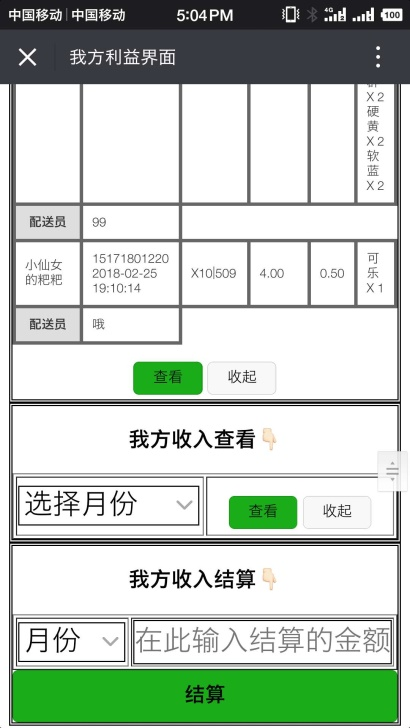 中国移动 | 中国移动 5:04 PM 4G 100
我方利益界面
X 2
硬
黄
X 2
软
蓝
X 2
配送员 99
小仙女
的粑粑
15171801220
2018-02-25
19:10:14
X10|509
4.00
0.50
可
乐
X 1
配送员 哦
查看 收起
我方收入查看👇🏻
选择月份 查看 收起
我方收入结算👇🏻
月份 在此输入结算的金额
结算